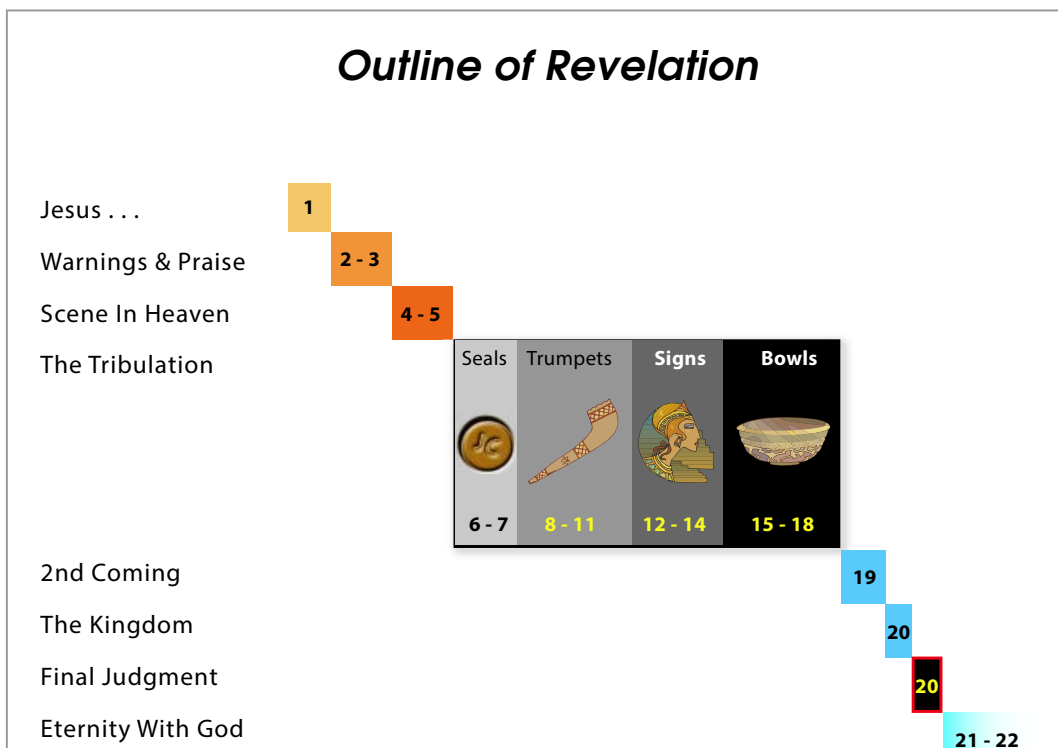 Outline of Revelation
Jesus . . . 1
Warnings & Praise 2 - 3
Scene In Heaven 4 - 5
The Tribulation Seals Trumpets Signs Bowls
6 - 7 8 - 11 12 - 14 15 - 18
2nd Coming 19
The Kingdom 20
Final Judgment 20
Eternity With God 21 - 22